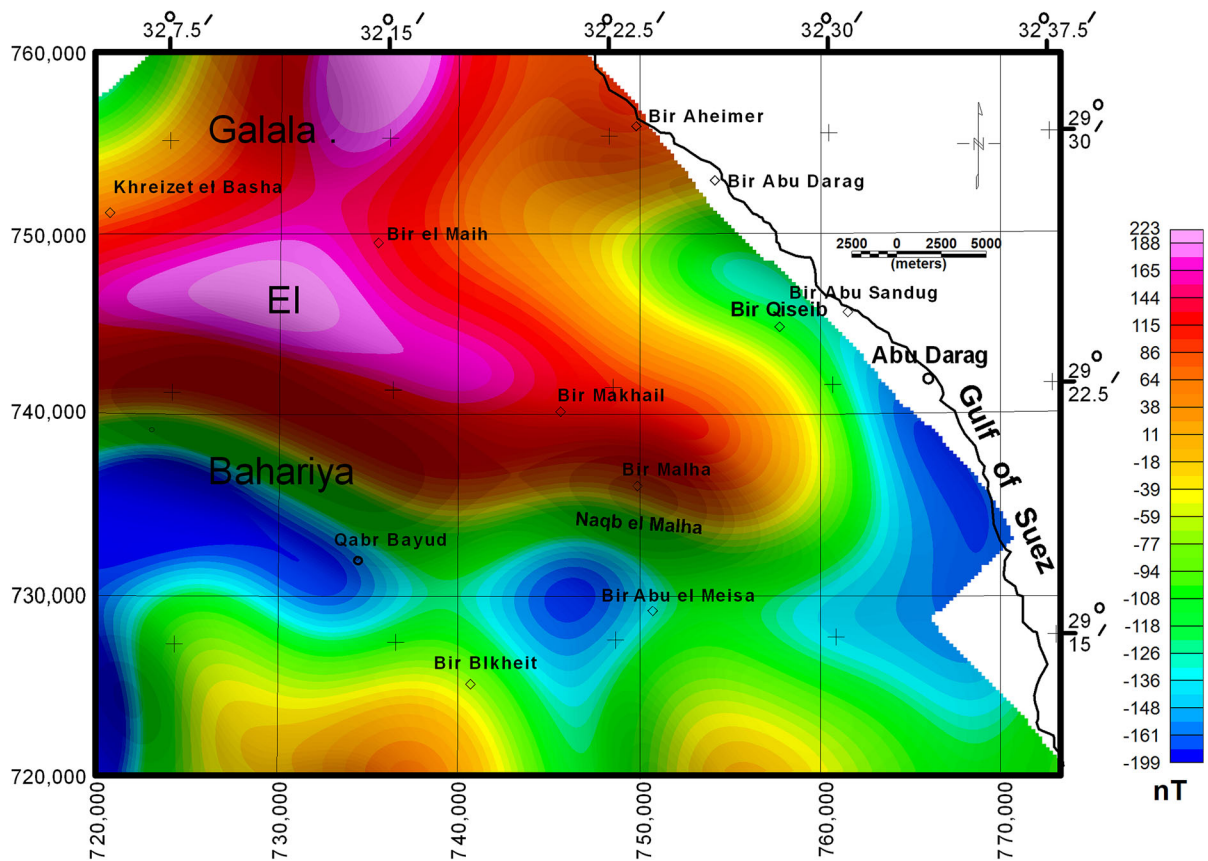 32 7.5
32 15
32 22.5
32 30
32 37.5
760,000
Bir Aheimer
29 30
Galala .
Khreizet el Basha
Bir Abu Darag
Bir el Maih
750,000
2500 0 2500 5000
(meters)
Bir Abu Sandug
El
Bir Qiseib
Abu Darag
29 22.5
Bir Makhail
740,000
Gulf of Suez
Bahariya
Bir Malha
Naqb el Malha
Qabr Bayud
730,000
Bir Abu el Meisa
29 15
Bir Blkheit
720,000
720,000
730,000
740,000
750,000
760,000
770,000
223
188
165
144
115
86
64
38
11
-18
-39
-59
-77
-94
-108
-126
-136
-148
-161
-199
nT